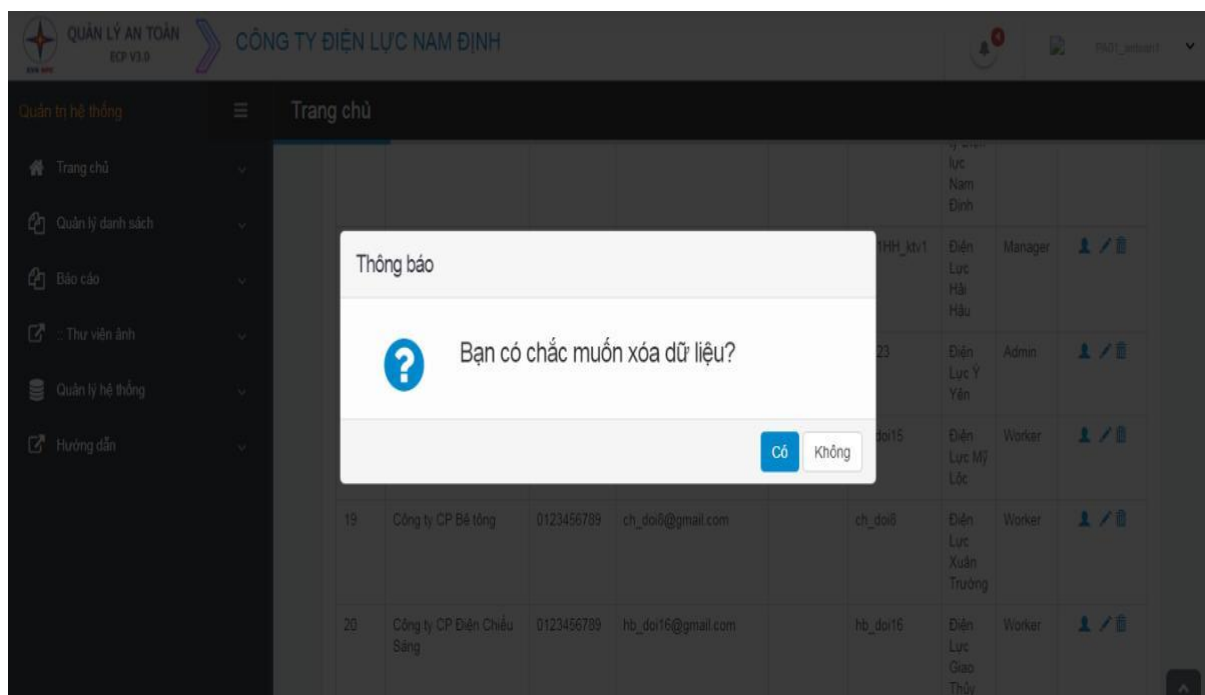 QUẢN LÝ AN TOÀN
ECP V3.0
EVN NPC
CÔNG TY ĐIỆN LỰC NAM ĐỊNH
4
Quản trị hệ thống
Trang chủ
Trang chủ
Quản lý danh sách
Báo cáo
:: Thư viện ảnh
Quản lý hệ thống
Hướng dẫn
lực
Nam
Định
1HH_ktv1
Điện
Lực
Hải
Hậu
Manager
Thông báo
Bạn có chắc muốn xóa dữ liệu?
Có
Không
23
Điện
Lực Ý
Yên
Admin
doi15
Điện
Lực Mỹ
Lộc
Worker
19
Công ty CP Bê tông
0123456789
ch_doi8@gmail.com
ch_doi8
Điện
Lực
Xuân
Trường
Worker
20
Công ty CP Điện Chiếu
Sáng
0123456789
hb_doi16@gmail.com
hb_doi16
Điện
Lực
Giao
Thủy
Worker